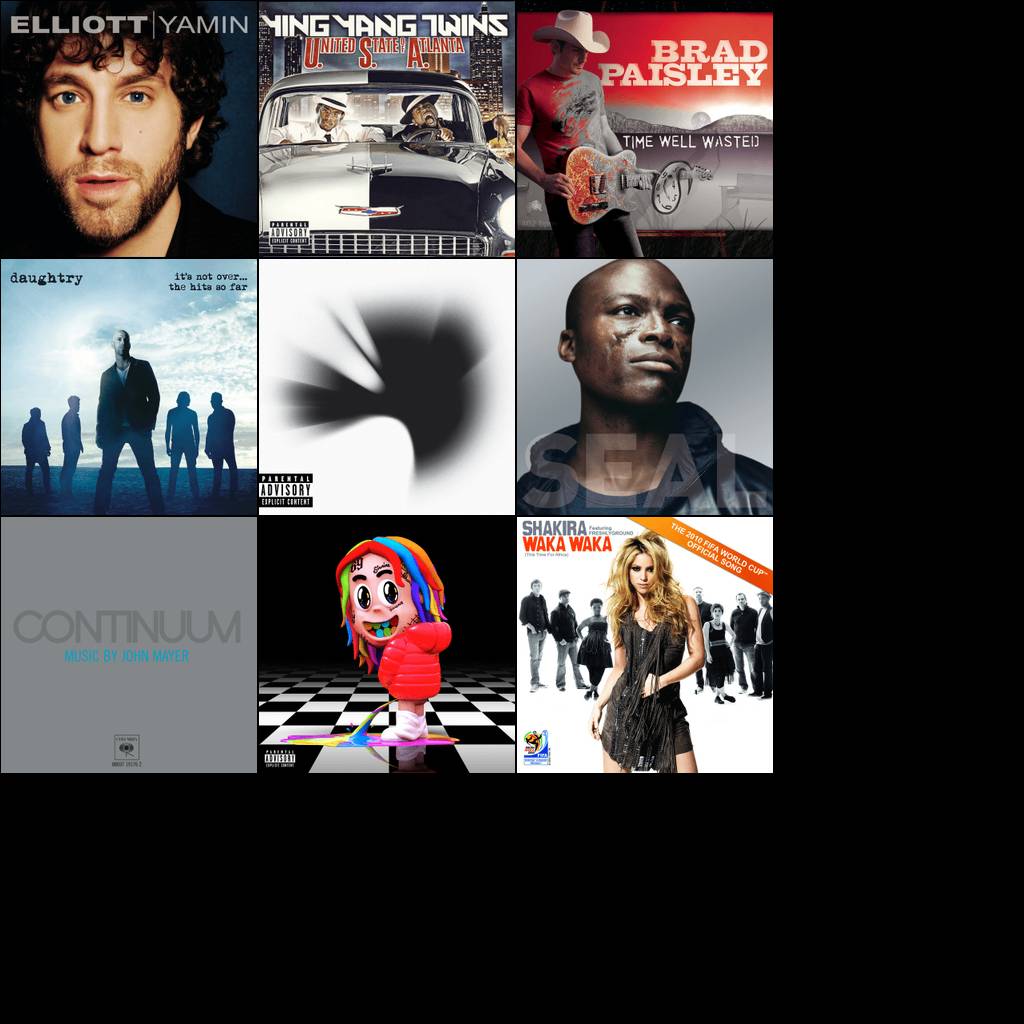 ELLIOTT|YAMIN
YING YANG TWINS
UNITED STATE OF ATLANTA
U. S. A.
PARENTAL
ADVISORY
EXPLICIT CONTENT
BRAD
PAISLEY
TIME WELL WASTED
daughtry
it's not over...
the hits so far
PARENTAL
ADVISORY
EXPLICIT CONTENT
SEAL
CONTINUUM
MUSIC BY JOHN MAYER
COLUMBIA
69
PARENTAL
ADVISORY
EXPLICIT CONTENT
SHAKIRA Featuring
FRESHLYGROUND
WAKA WAKA
(This Time For Africa)
THE 2010 FIFA WORLD CUP™
OFFICIAL SONG